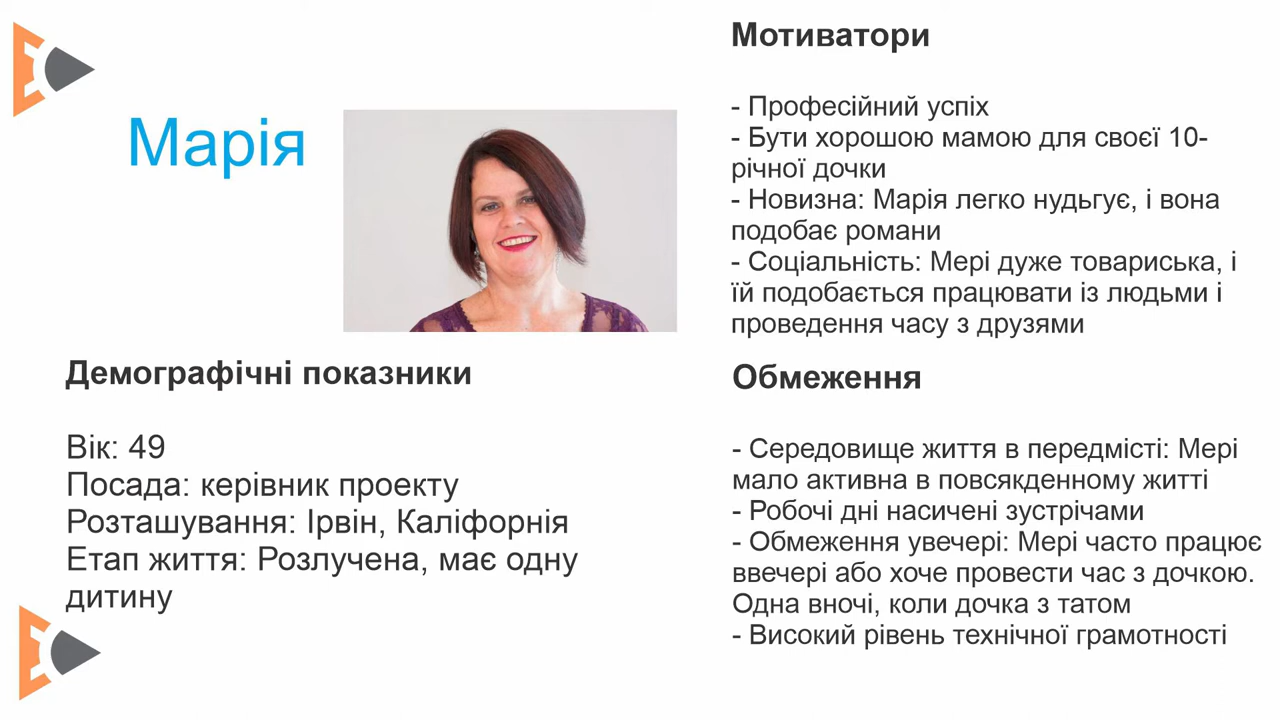 Марія
Демографічні показники
Вік: 49
Посада: керівник проекту
Розташування: Ірвін, Каліфорнія
Етап життя: Розлучена, має одну
дитину
Мотиватори
- Професійний успіх
- Бути хорошою мамою для своєї 10-
річної дочки
- Новизна: Марія легко нудьгує, і вона
подобає романи
- Соціальність: Мері дуже товариська, і
їй подобається працювати із людьми і
проведення часу з друзями
Обмеження
- Середовище життя в передмісті: Мері
мало активна в повсякденному житті
- Робочі дні насичені зустрічами
- Обмеження увечері: Мері часто працює
ввечері або хоче провести час з дочкою.
Одна вночі, коли дочка з татом
- Високий рівень технічної грамотності